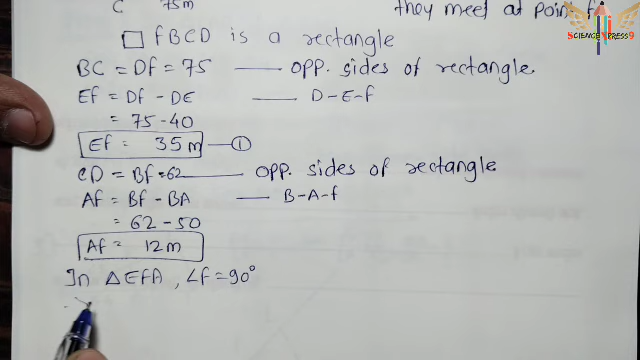 C 75m
they meet at point f
SCIENCE XPRESS9
□ FBCD is a rectangle
BC = Df = 75 —— opp. sides of rectangle
Ef = Df - DE —— D-E-f
= 75-40
Ef = 35m —①
CD = Bf = 62 —— opp. sides of rectangle
Af = Bf - BA —— B-A-f
= 62-50
Af = 12m
In △EfA, ∠f=90°